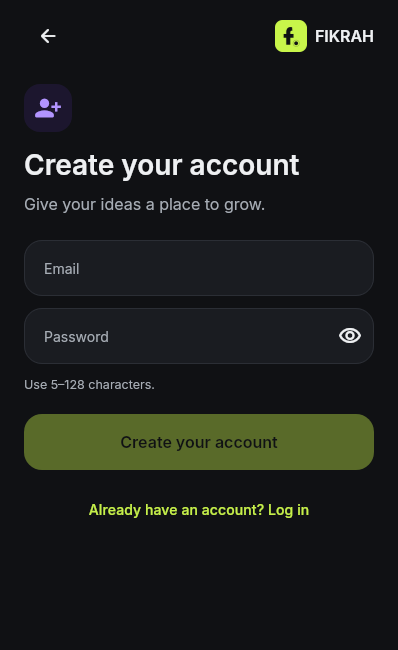 FIKRAH
Create your account
Give your ideas a place to grow.
Email
Password
Use 5–128 characters.
Create your account
Already have an account? Log in